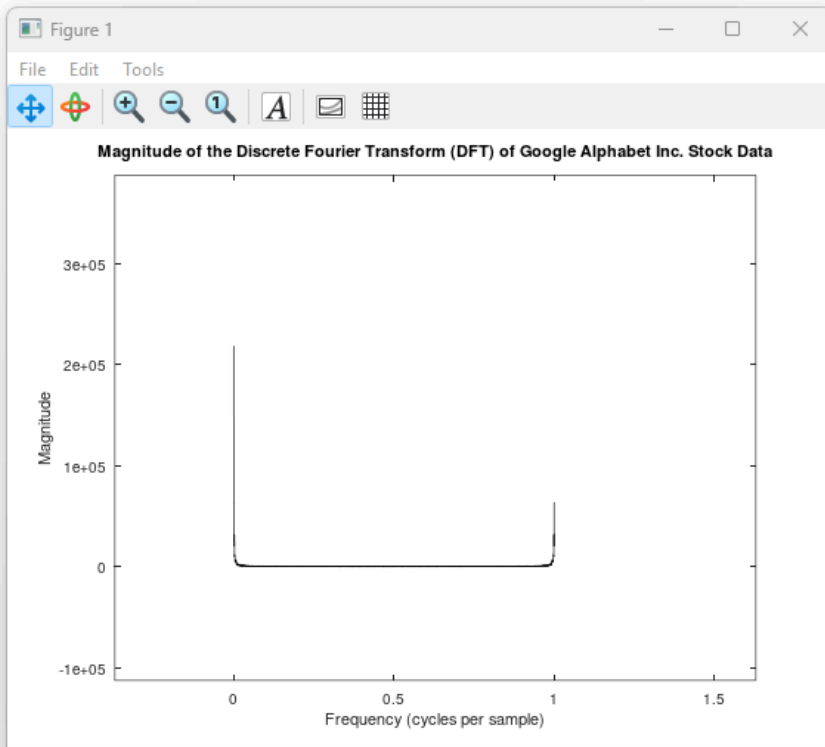 Figure 1
File Edit Tools
1 A
Magnitude of the Discrete Fourier Transform (DFT) of Google Alphabet Inc. Stock Data
3e+05
2e+05
1e+05
0
-1e+05
Magnitude
0 0.5 1 1.5
Frequency (cycles per sample)